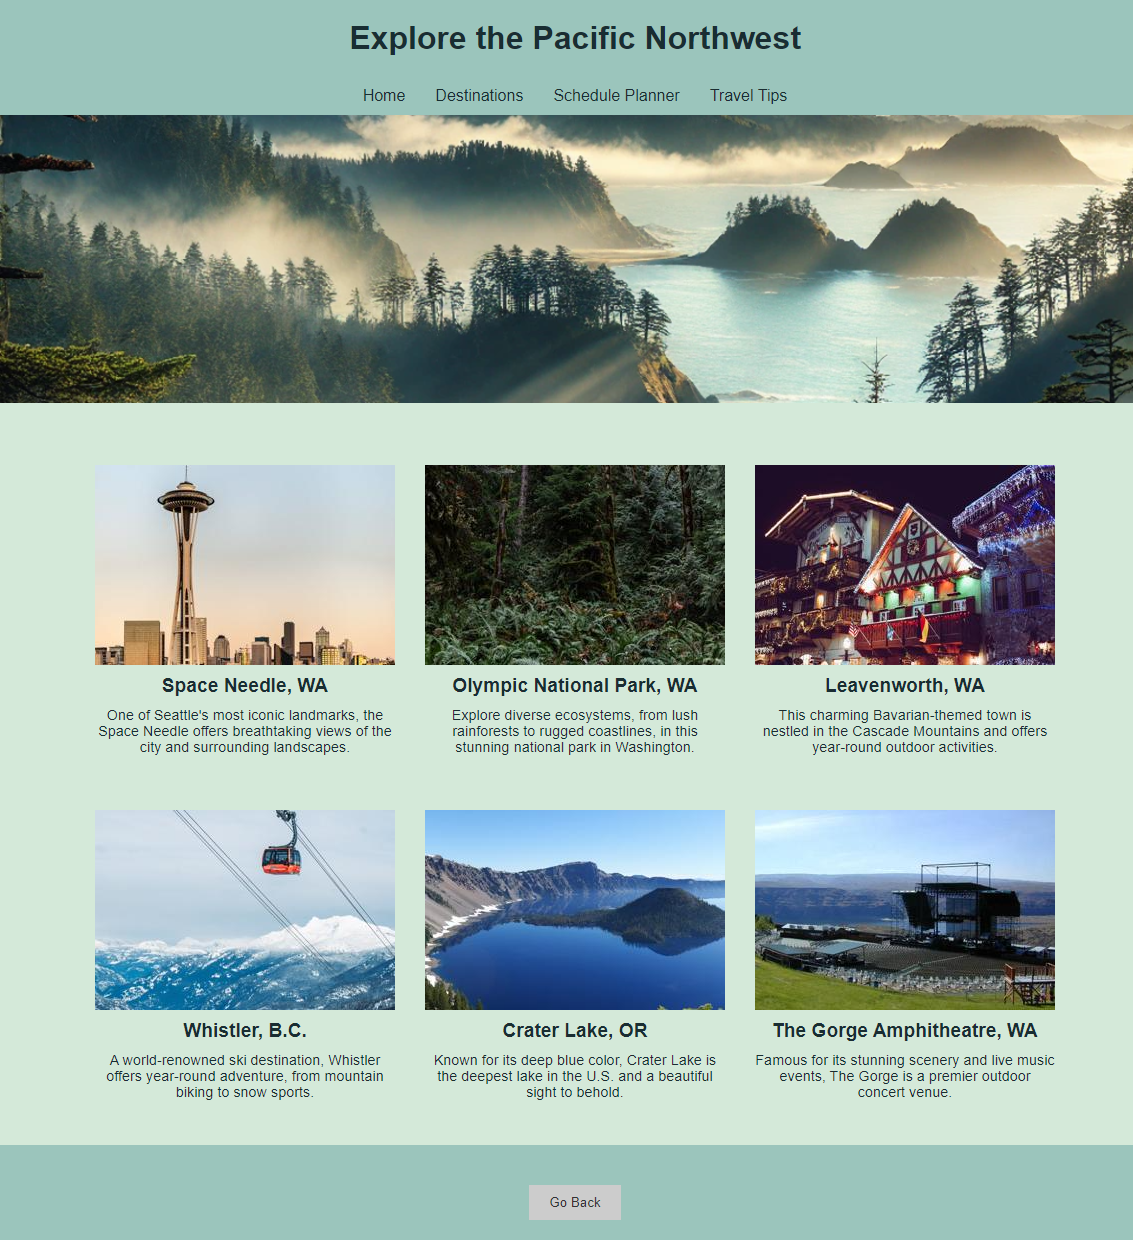 Explore the Pacific Northwest
Home Destinations Schedule Planner Travel Tips
Space Needle, WA
One of Seattle's most iconic landmarks, the
Space Needle offers breathtaking views of the
city and surrounding landscapes.
Olympic National Park, WA
Explore diverse ecosystems, from lush
rainforests to rugged coastlines, in this
stunning national park in Washington.
Leavenworth, WA
This charming Bavarian-themed town is
nestled in the Cascade Mountains and offers
year-round outdoor activities.
Whistler, B.C.
A world-renowned ski destination, Whistler
offers year-round adventure, from mountain
biking to snow sports.
Crater Lake, OR
Known for its deep blue color, Crater Lake is
the deepest lake in the U.S. and a beautiful
sight to behold.
The Gorge Amphitheatre, WA
Famous for its stunning scenery and live music
events, The Gorge is a premier outdoor
concert venue.
Go Back